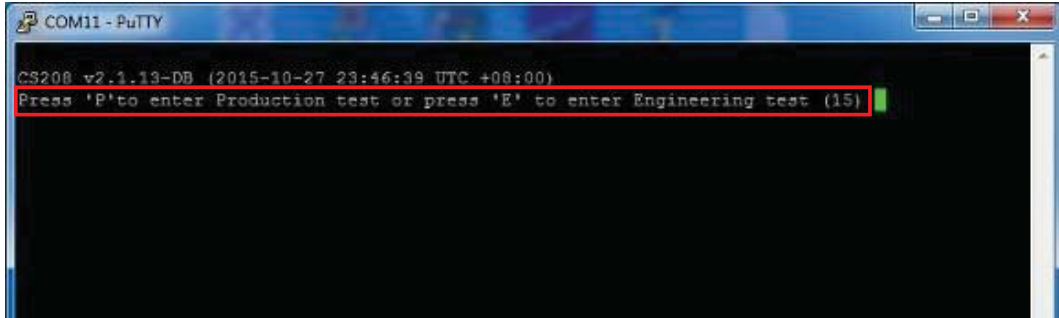 COM11 - PuTTY
CS208 v2.1.13-DB (2015-10-27 23:46:39 UTC +08:00)
Press 'P'to enter Production test or press 'E' to enter Engineering test (15)